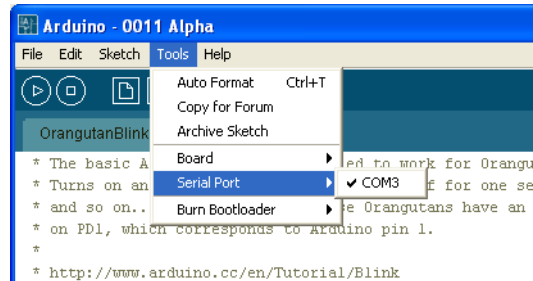 Arduino - 0011 Alpha
File Edit Sketch Tools Help
Auto Format Ctrl+T
Copy for Forum
Archive Sketch
Board
Serial Port
COM3
Burn Bootloader
OrangutanBlink
* The basic A ed to work for Orangu
* Turns on an f for one se
* and so on.. e Orangutans have an
* on PD1, which corresponds to Arduino pin 1.
*
* http://www.arduino.cc/en/Tutorial/Blink